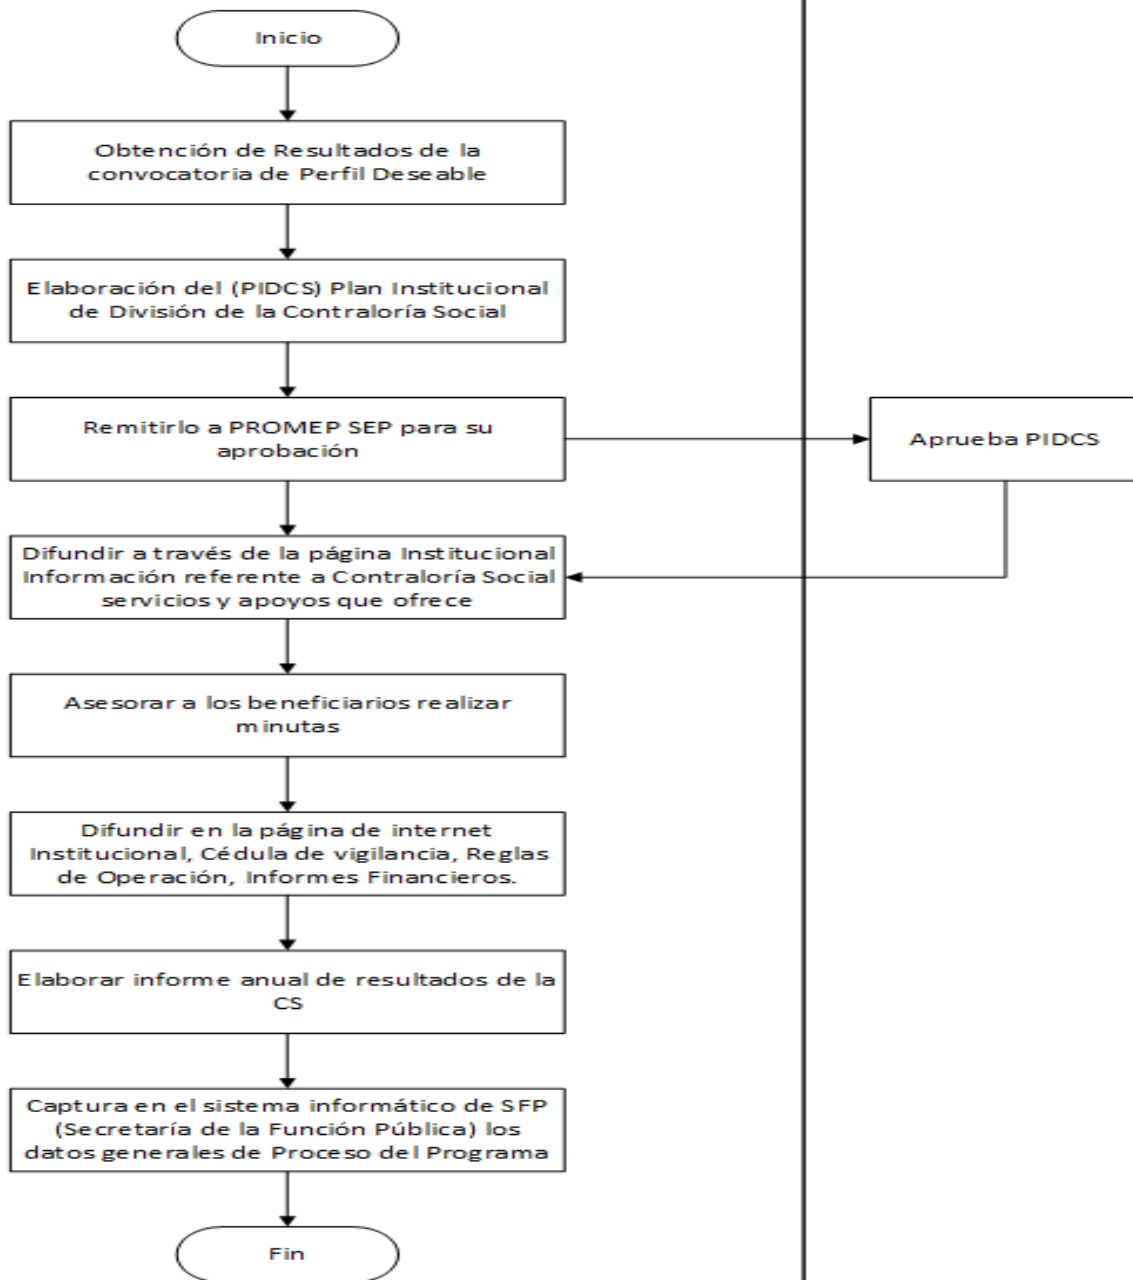 Inicio
Obtención de Resultados de la
convocatoria de Perfil Deseable
Elaboración del (PIDCS) Plan Institucional
de División de la Contraloría Social
Remitirlo a PROMEP SEP para su
aprobación
Aprueba PIDCS
Difundir a través de la página Institucional
Información referente a Contraloría Social
servicios y apoyos que ofrece
Asesorar a los beneficiarios realizar
minutas
Difundir en la página de internet
Institucional, Cédula de vigilancia, Reglas
de Operación, Informes Financieros.
Elaborar informe anual de resultados de la
CS
Captura en el sistema informático de SFP
(Secretaría de la Función Pública) los
datos generales de Proceso del Programa
Fin